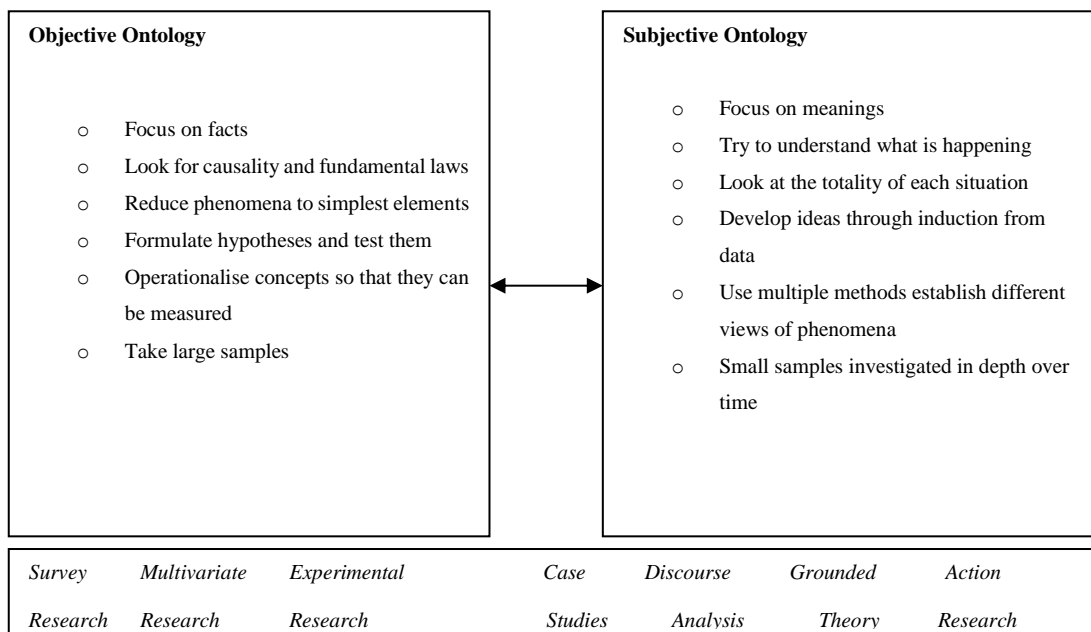 Objective Ontology
o Focus on facts
o Look for causality and fundamental laws
o Reduce phenomena to simplest elements
o Formulate hypotheses and test them
o Operationalise concepts so that they can
be measured
o Take large samples
Subjective Ontology
o Focus on meanings
o Try to understand what is happening
o Look at the totality of each situation
o Develop ideas through induction from
data
o Use multiple methods establish different
views of phenomena
o Small samples investigated in depth over
time
Survey Multivariate Experimental Case Discourse Grounded Action
Research Research Research Studies Analysis Theory Research